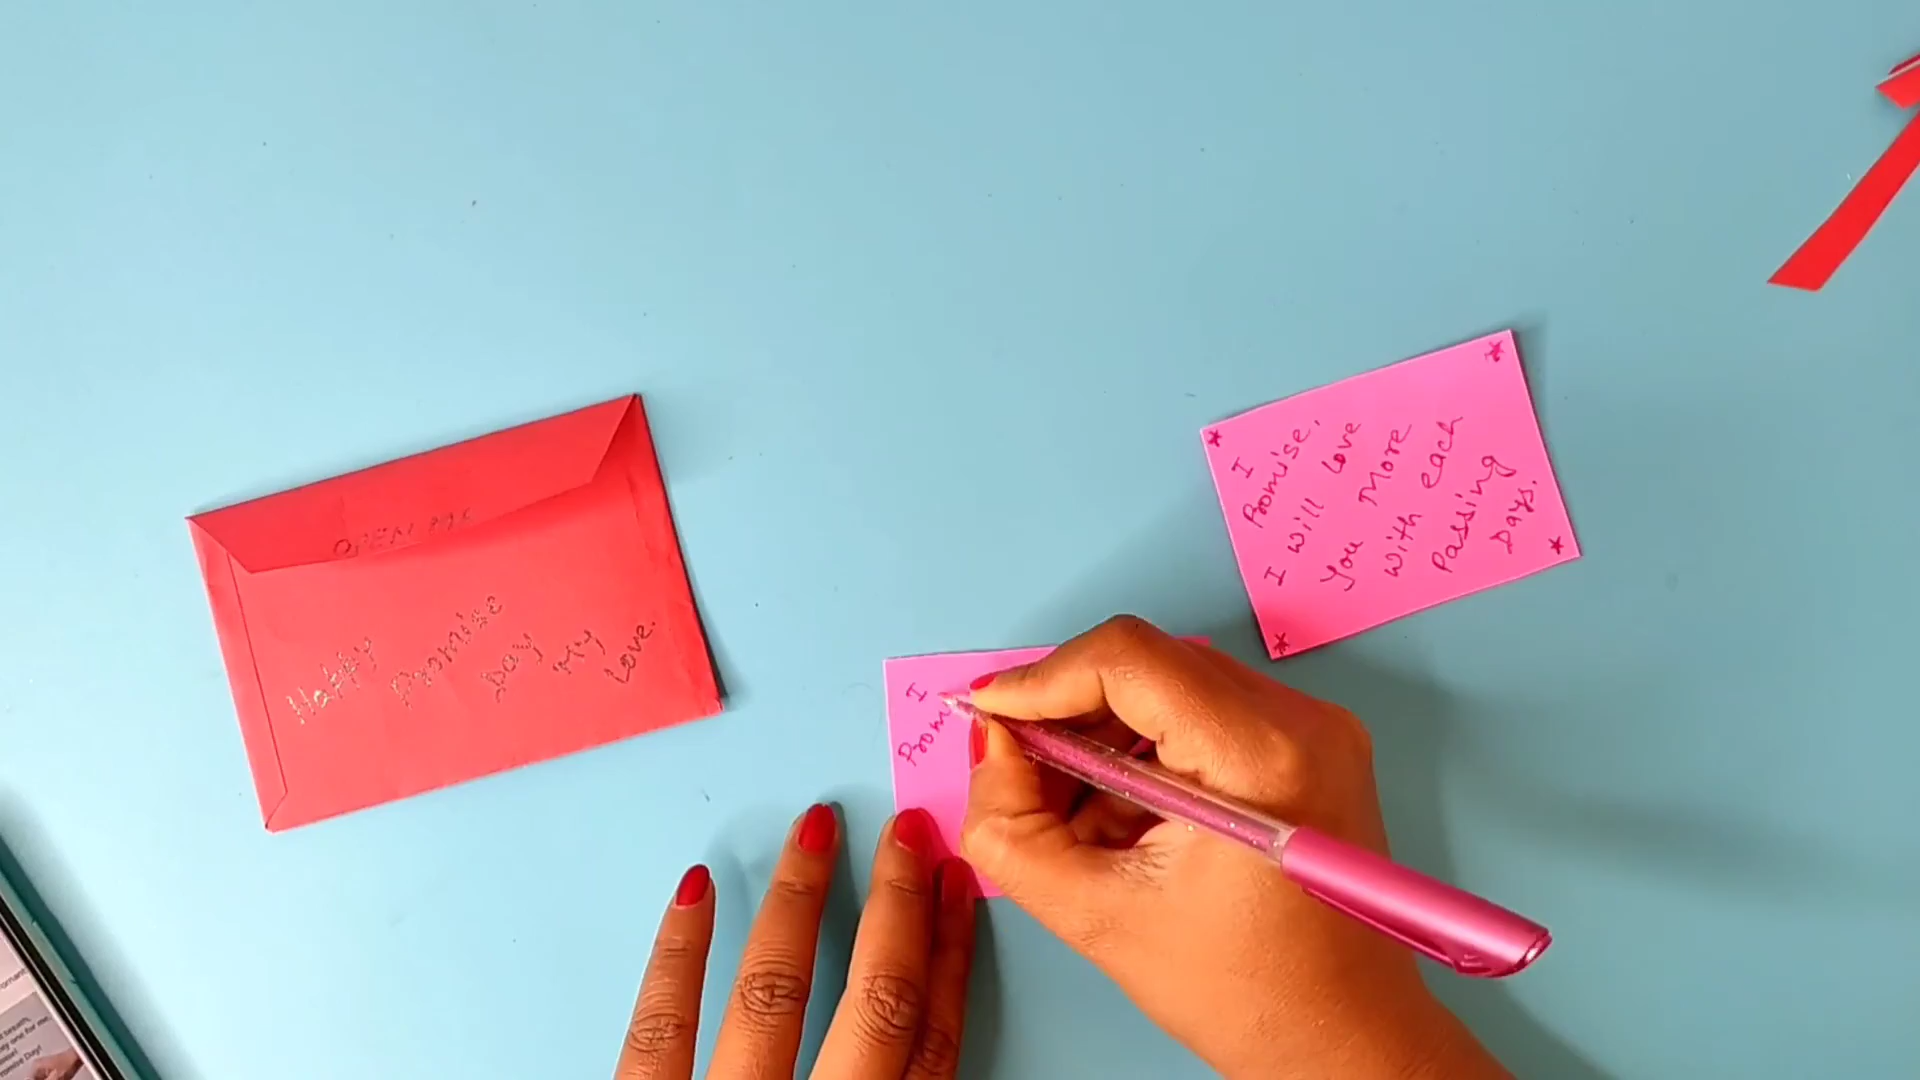 OPEN ME
Happy
Promise
Day
My
Love.
I
Promise,
I will love
You More
with each
Passing
Days.
I
Prom